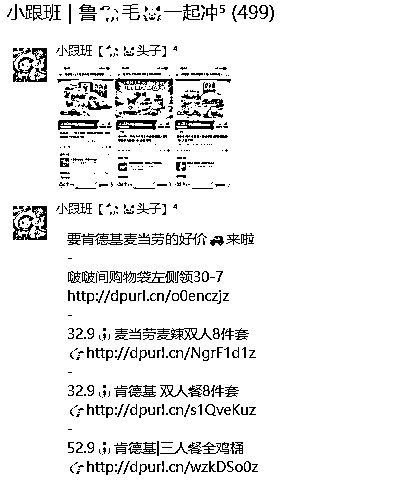 小跟班 | 鲁🐑毛🐱一起冲⁵ (499)
小跟班【🐑🐱头子】⁴
小跟班【🐑🐱头子】⁴
要肯德基麦当劳的好价🚗来啦
-
啵啵间购物袋左侧领30-7
http://dpurl.cn/o0enczjz
-
32.9🔥麦当劳麦辣双人8件套
👉http://dpurl.cn/NgrF1d1z
-
32.9🔥肯德基 双人餐8件套
👉http://dpurl.cn/s1QveKuz
-
52.9🔥肯德基|三人餐全鸡桶
👉http://dpurl.cn/wzkDSo0z